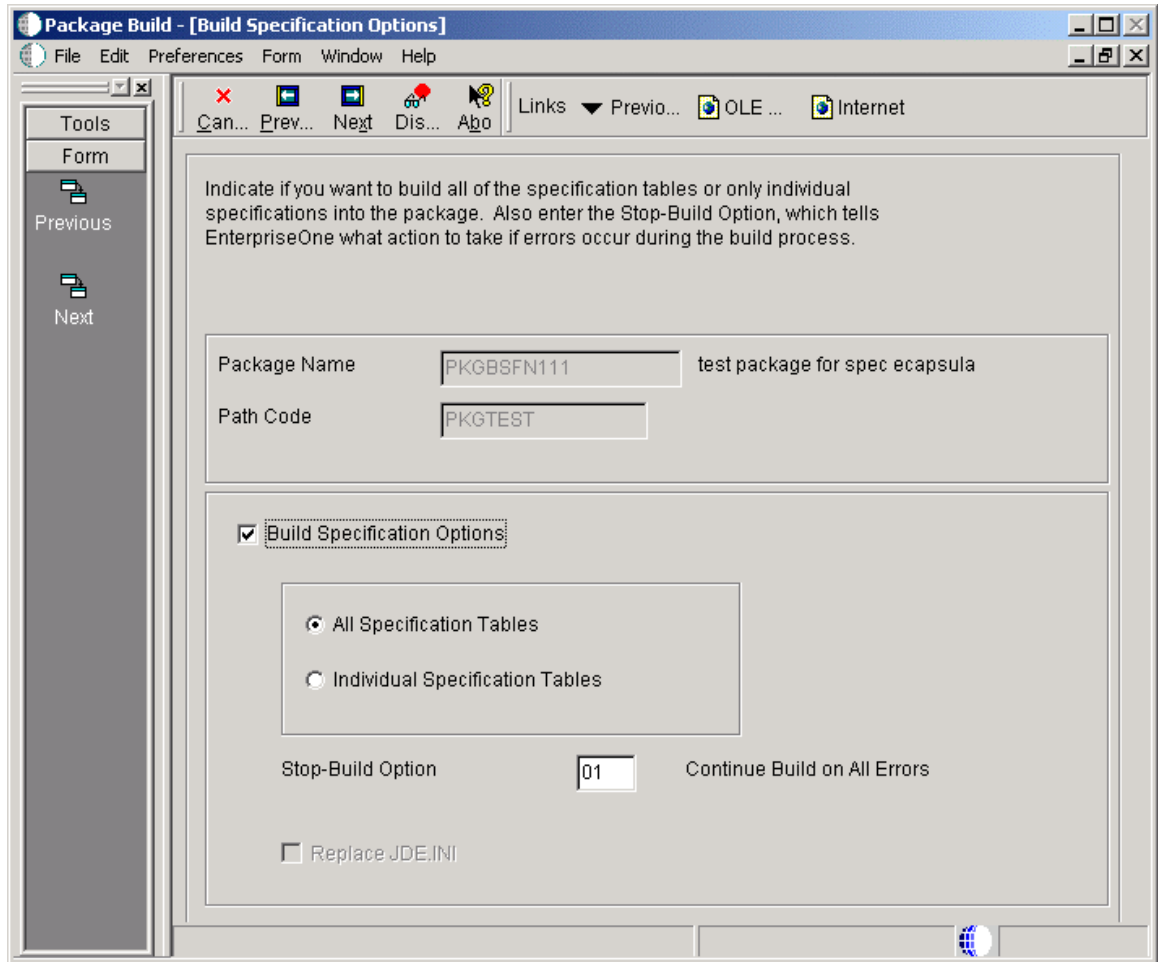 Package Build - [Build Specification Options]
File Edit Preferences Form Window Help
Tools
Form
Previous
Next
Can... Prev... Next Dis... Abo
Links Previo... OLE ... Internet
Indicate if you want to build all of the specification tables or only individual
specifications into the package. Also enter the Stop-Build Option, which tells
EnterpriseOne what action to take if errors occur during the build process.
Package Name PKGBSFN111 test package for spec ecapsula
Path Code PKGTEST
Build Specification Options
All Specification Tables
Individual Specification Tables
Stop-Build Option 01 Continue Build on All Errors
Replace JDE.INI